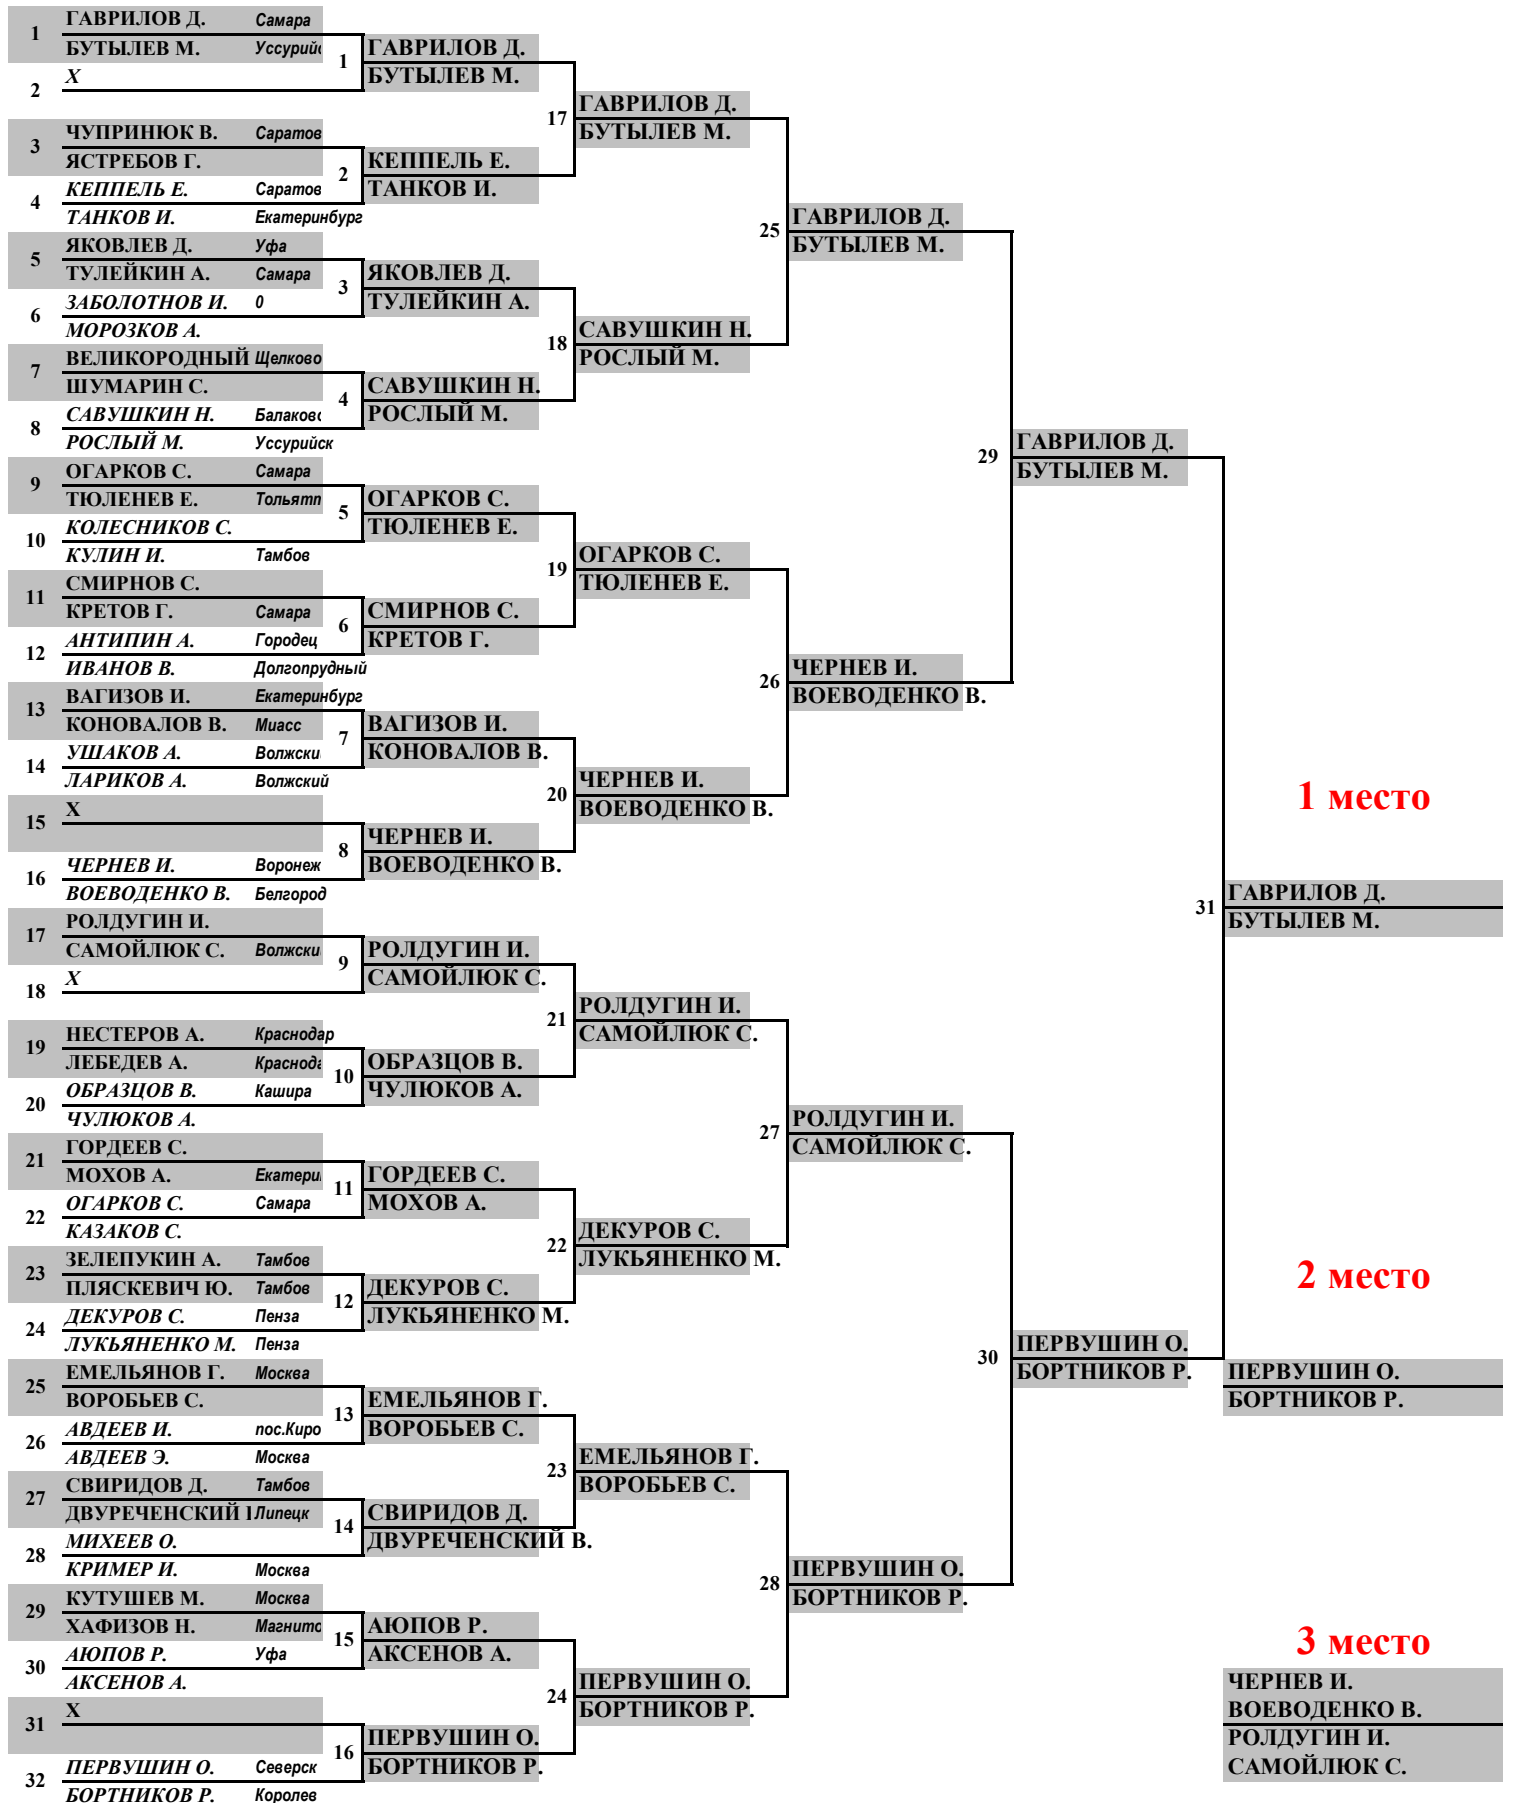 1 ГАВРИЛОВ Д. Самара
БУТЫЛЕВ М. Уссурийс
2 X
3 ЧУПРИНЮК В. Саратов
ЯСТРЕБОВ Г.
4 КЕППЕЛЬ Е. Саратов
ТАНКОВ И. Екатеринбург
5 ЯКОВЛЕВ Д. Уфа
ТУЛЕЙКИН А. Самара
6 ЗАБОЛОТНОВ И. 0
МОРОЗКОВ А.
7 ВЕЛИКОРОДНЫЙ Щелково
ШУМАРИН С.
8 САВУШКИН Н. Балаково
РОСЛЫЙ М. Уссурийск
9 ОГАРКОВ С. Самара
ТЮЛЕНЕВ Е. Тольятт
10 КОЛЕСНИКОВ С.
КУЛИН И. Тамбов
11 СМИРНОВ С.
КРЕТОВ Г. Самара
12 АНТИПИН А. Городец
ИВАНОВ В. Долгопрудный
13 ВАГИЗОВ И. Екатеринбург
КОНОВАЛОВ В. Миасс
14 УШАКОВ А. Волжски
ЛАРИКОВ А. Волжский
15 X
16 ЧЕРНЕВ И. Воронеж
ВОЕВОДЕНКО В. Белгород
17 РОЛДУГИН И.
САМОЙЛЮК С. Волжски
18 X
19 НЕСТЕРОВ А. Краснодар
ЛЕБЕДЕВ А. Краснода
20 ОБРАЗЦОВ В. Кашира
ЧУЛЮКОВ А.
21 ГОРДЕЕВ С.
МОХОВ А. Екатери
22 ОГАРКОВ С. Самара
КАЗАКОВ С.
23 ЗЕЛЕПУКИН А. Тамбов
ПЛЯСКЕВИЧ Ю. Тамбов
24 ДЕКУРОВ С. Пенза
ЛУКЬЯНЕНКО М. Пенза
25 ЕМЕЛЬЯНОВ Г. Москва
ВОРОБЬЕВ С.
26 АВДЕЕВ И. пос.Киро
АВДЕЕВ Э. Москва
27 СВИРИДОВ Д. Тамбов
ДВУРЕЧЕНСКИЙ Липецк
28 МИХЕЕВ О.
КРИМЕР И. Москва
29 КУТУШЕВ М. Москва
ХАФИЗОВ Н. Магнито
30 АЮПОВ Р. Уфа
АКСЕНОВ А.
31 X
32 ПЕРВУШИН О. Северск
БОРТНИКОВ Р. Королев
1 ГАВРИЛОВ Д.
БУТЫЛЕВ М.
2 КЕППЕЛЬ Е.
ТАНКОВ И.
3 ЯКОВЛЕВ Д.
ТУЛЕЙКИН А.
4 САВУШКИН Н.
РОСЛЫЙ М.
5 ОГАРКОВ С.
ТЮЛЕНЕВ Е.
6 СМИРНОВ С.
КРЕТОВ Г.
7 ВАГИЗОВ И.
КОНОВАЛОВ В.
8 ЧЕРНЕВ И.
ВОЕВОДЕНКО В.
9 РОЛДУГИН И.
САМОЙЛЮК С.
10 ОБРАЗЦОВ В.
ЧУЛЮКОВ А.
11 ГОРДЕЕВ С.
МОХОВ А.
12 ДЕКУРОВ С.
ЛУКЬЯНЕНКО М.
13 ЕМЕЛЬЯНОВ Г.
ВОРОБЬЕВ С.
14 СВИРИДОВ Д.
ДВУРЕЧЕНСКИЙ В.
15 АЮПОВ Р.
АКСЕНОВ А.
16 ПЕРВУШИН О.
БОРТНИКОВ Р.
17 ГАВРИЛОВ Д.
БУТЫЛЕВ М.
18 САВУШКИН Н.
РОСЛЫЙ М.
19 ОГАРКОВ С.
ТЮЛЕНЕВ Е.
20 ЧЕРНЕВ И.
ВОЕВОДЕНКО В.
21 РОЛДУГИН И.
САМОЙЛЮК С.
22 ДЕКУРОВ С.
ЛУКЬЯНЕНКО М.
23 ЕМЕЛЬЯНОВ Г.
ВОРОБЬЕВ С.
24 ПЕРВУШИН О.
БОРТНИКОВ Р.
25 ГАВРИЛОВ Д.
БУТЫЛЕВ М.
26 ЧЕРНЕВ И.
ВОЕВОДЕНКО В.
27 РОЛДУГИН И.
САМОЙЛЮК С.
28 ПЕРВУШИН О.
БОРТНИКОВ Р.
29 ГАВРИЛОВ Д.
БУТЫЛЕВ М.
30 ПЕРВУШИН О.
БОРТНИКОВ Р.
1 место
31 ГАВРИЛОВ Д.
БУТЫЛЕВ М.
2 место
ПЕРВУШИН О.
БОРТНИКОВ Р.
3 место
ЧЕРНЕВ И.
ВОЕВОДЕНКО В.
РОЛДУГИН И.
САМОЙЛЮК С.